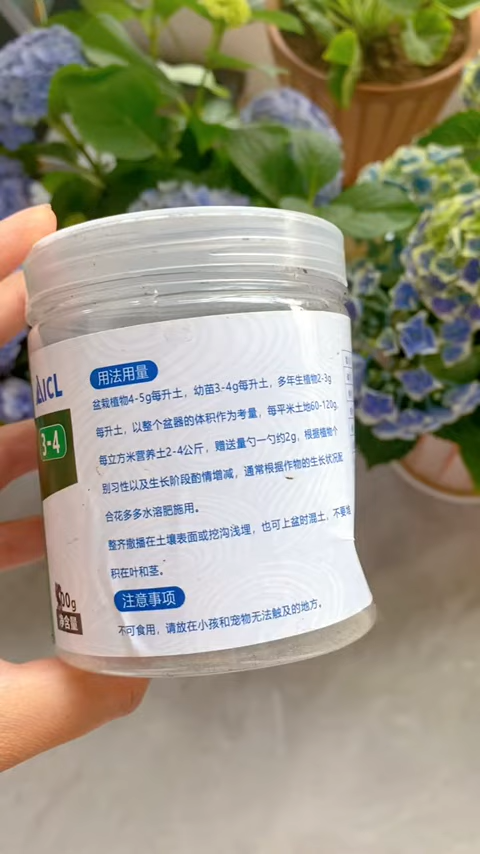 ICL
3-4
00g
净含量
用法用量
盆栽植物4-5g每升土，幼苗3-4g每升土，多年生植物2-3g
每升土，以整个盆器的体积作为考量，每平米土地60-120g.
每立方米营养土2-4公斤，赠送量勺一勺约2g，根据植物个
别习性以及生长阶段酌情增减，通常根据作物的生长状况配
合花多多水溶肥施用。
整齐撒播在土壤表面或挖沟浅埋，也可上盆时混土，不要堆
积在叶和茎。
注意事项
不可食用，请放在小孩和宠物无法触及的地方。